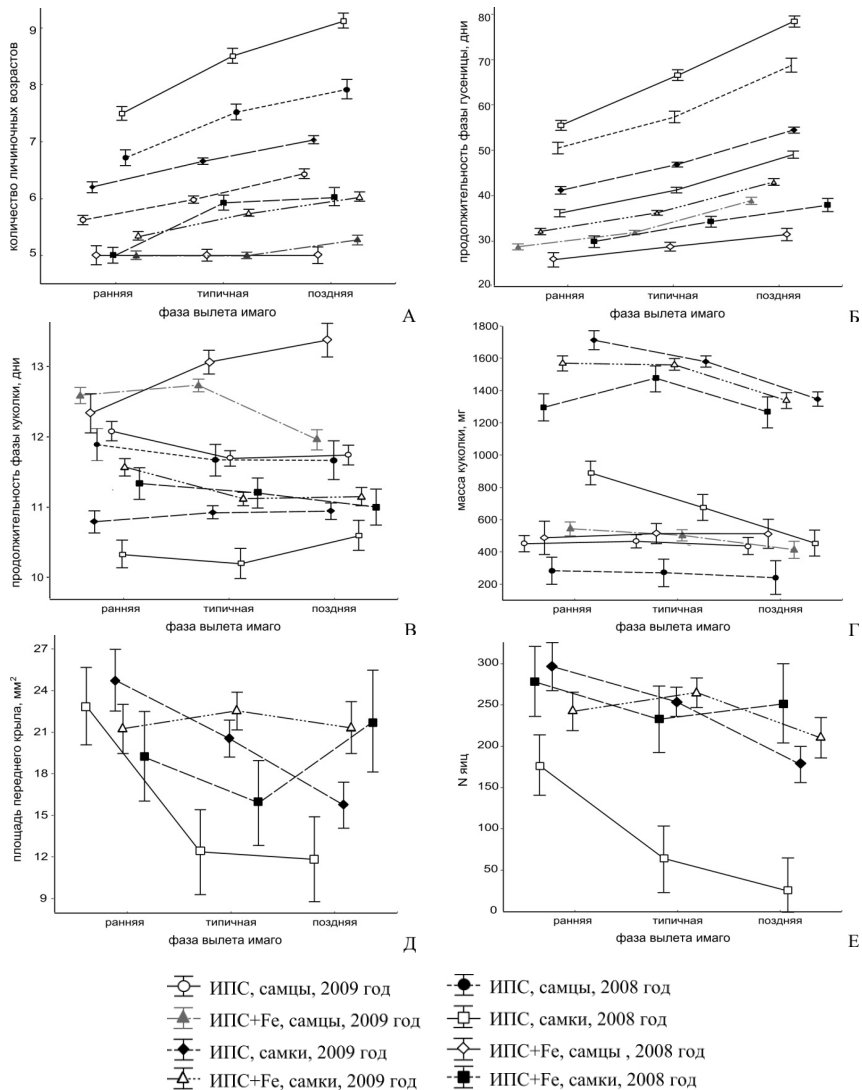 количество личиночных возрастов
9
8
7
6
5
ранняя
типичная
поздняя
фаза вылета имаго
А
продолжительность фазы гусеницы, дни
80
70
60
50
40
30
20
ранняя
типичная
поздняя
фаза вылета имаго
Б
продолжительность фазы куколки, дни
13
12
11
10
ранняя
типичная
поздняя
фаза вылета имаго
В
масса куколки, мг
1800
1600
1400
1200
1000
800
600
400
200
ранняя
типичная
поздняя
фаза вылета имаго
Г
площадь переднего крыла, мм²
24
21
18
15
12
9
ранняя
типичная
поздняя
фаза вылета имаго
Д
N яиц
300
250
200
150
100
50
0
ранняя
типичная
поздняя
фаза вылета имаго
Е
ИПС, самцы, 2009 год
ИПС+Fe, самцы, 2009 год
ИПС, самки, 2009 год
ИПС+Fe, самки, 2009 год
ИПС, самцы, 2008 год
ИПС, самки, 2008 год
ИПС+Fe, самцы , 2008 год
ИПС+Fe, самки, 2008 год